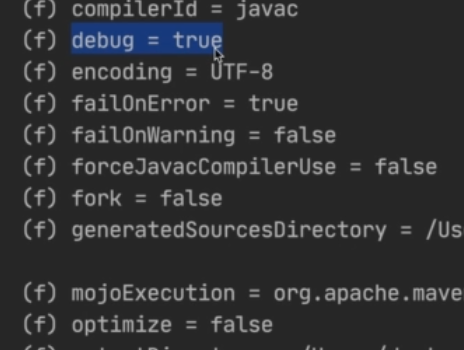 (f) compilerId = javac
(f) debug = true
(f) encoding = UTF-8
(f) failOnError = true
(f) failOnWarning = false
(f) forceJavacCompilerUse = false
(f) fork = false
(f) generatedSourcesDirectory = /Us
(f) mojoExecution = org.apache.mave
(f) optimize = false